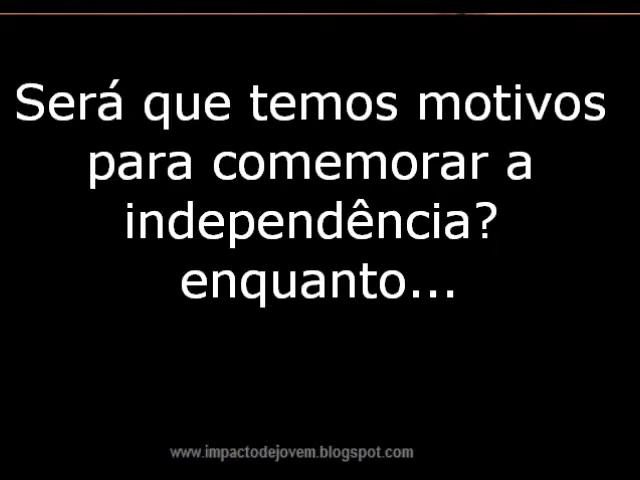 Será que temos motivos
para comemorar a
independência?
enquanto...
www.impactodejovem.blogspot.com